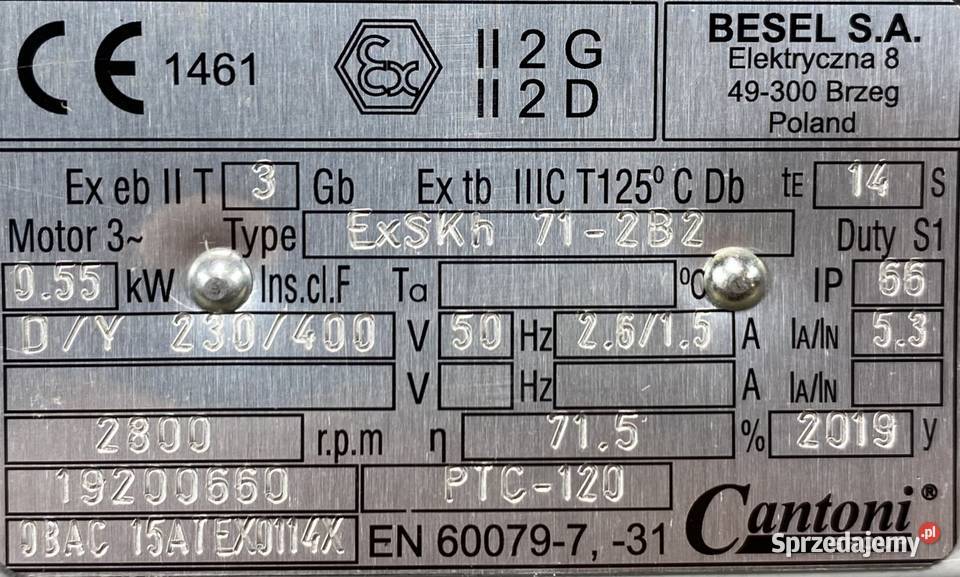 CE 1461 Ex II 2 G
II 2 D
BESEL S.A.
Elektryczna 8
49-300 Brzeg
Poland
Ex eb II T 3 Gb Ex tb IIIC T125° C Db tE 14 S
Motor 3~ Type ExSKh 71-2B2 Duty S1
0.55 kW Ins.cl.F Ta °C IP 66
D/Y 230/400 V 50 Hz 2.6/1.5 A IA/IN 5.3
V Hz A IA/IN
2800 r.p.m η 71.5 % 2019 y
19200660 PTC-120
OBAC 15ATEX0114X EN 60079-7, -31 Cantoni®
Sprzedajemy.pl